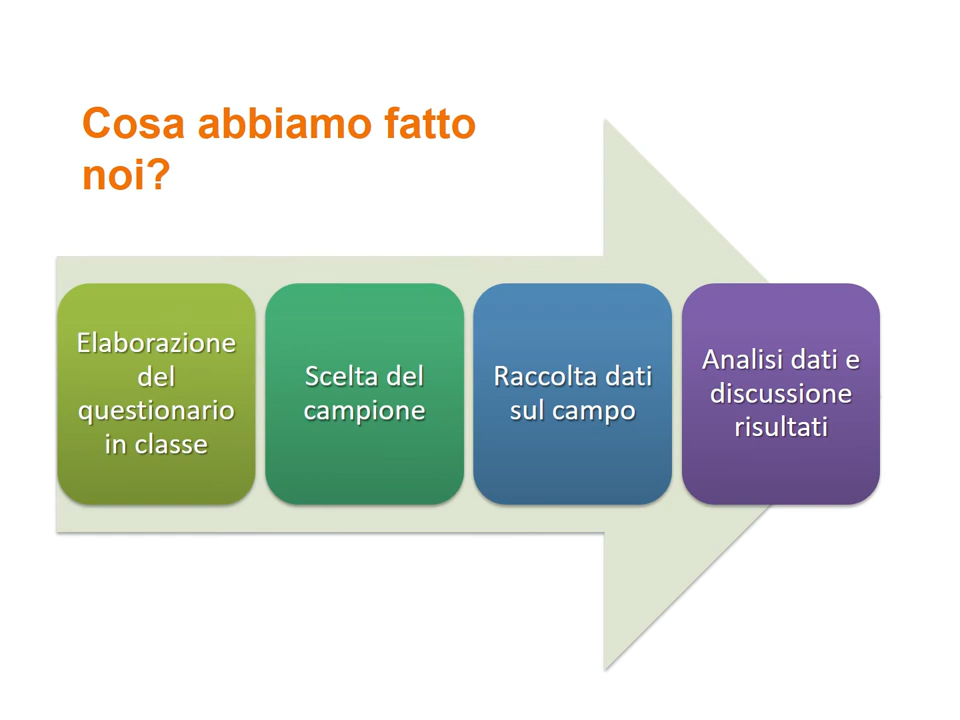 Cosa abbiamo fatto
noi?
Elaborazione
del
questionario
in classe
Scelta del
campione
Raccolta dati
sul campo
Analisi dati e
discussione
risultati